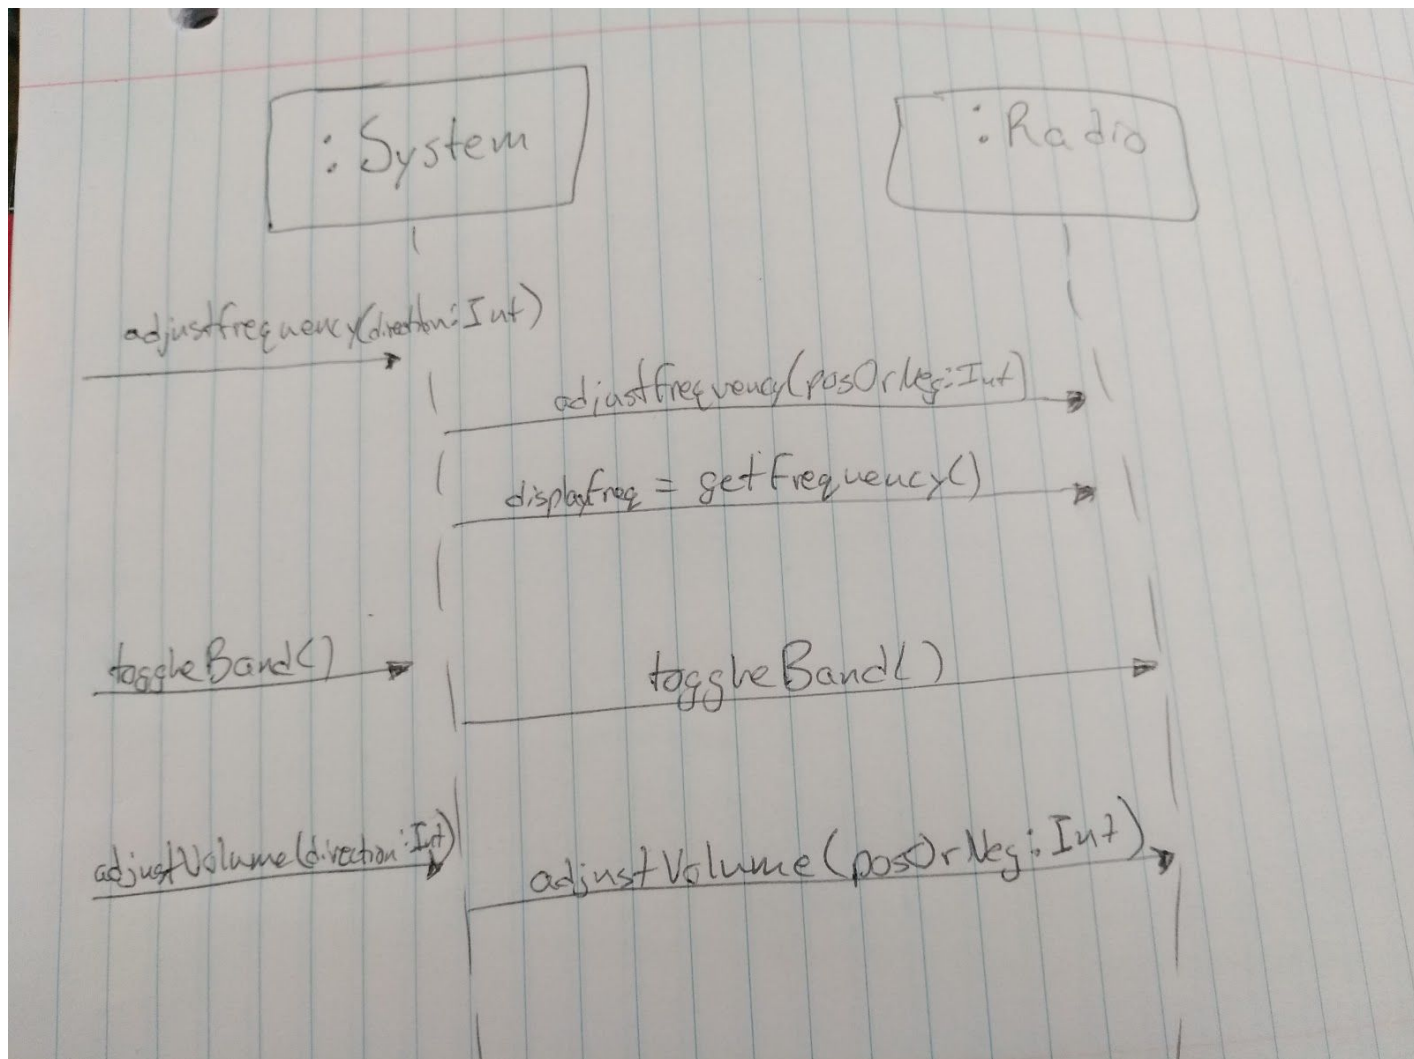 :System
:Radio
adjustfrequency(direction:Int)
adjustfrequency(posOrNeg:Int)
displayfreq = getFrequency()
toggleBand()
toggleBand()
adjustVolume(direction:Int)
adjustVolume(posOrNeg:Int)